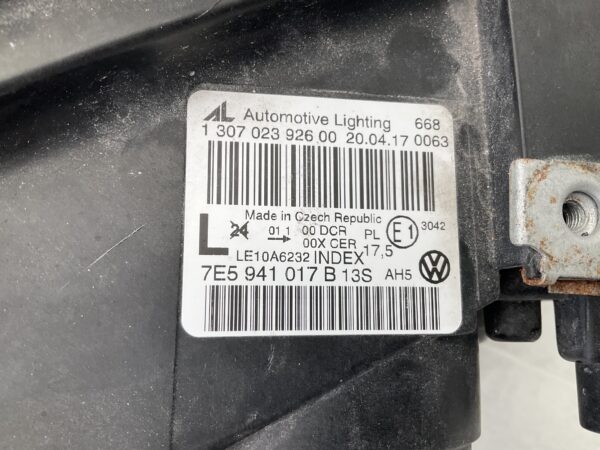 AL Automotive Lighting 668
1 307 023 926 00 20.04.17 0063
Made in Czech Republic
L 24 01 1 00 DCR PL E1 3042
00X CER 17,5
LE10A6232 INDEX
7E5 941 017 B 13S AH5